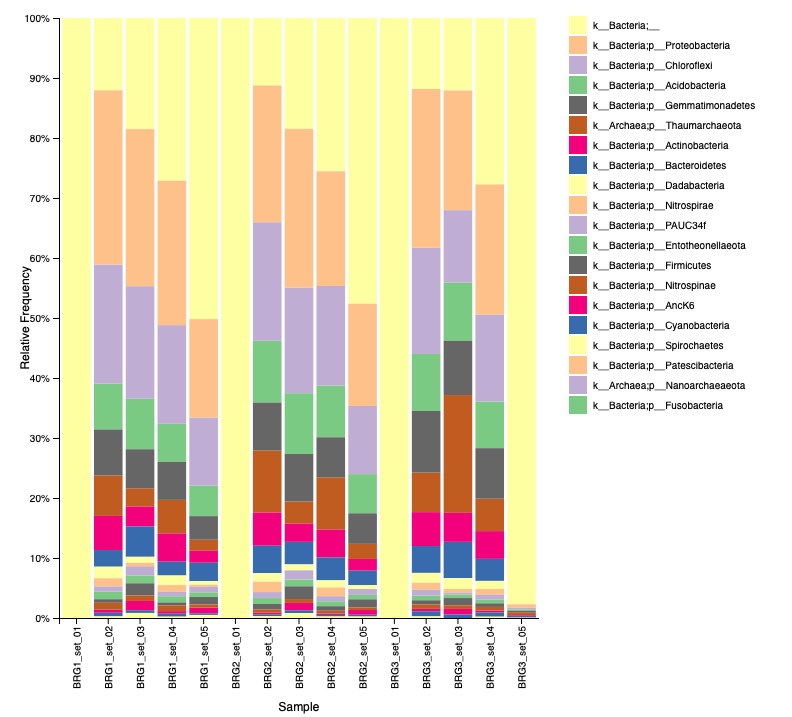 100%
90%
80%
70%
60%
50%
40%
30%
20%
10%
0%
Relative Frequency
BRG1_set_01
BRG1_set_02
BRG1_set_03
BRG1_set_04
BRG1_set_05
BRG2_set_01
BRG2_set_02
BRG2_set_03
BRG2_set_04
BRG2_set_05
BRG3_set_01
BRG3_set_02
BRG3_set_03
BRG3_set_04
BRG3_set_05
Sample
k__Bacteria;__
k__Bacteria;p__Proteobacteria
k__Bacteria;p__Chloroflexi
k__Bacteria;p__Acidobacteria
k__Bacteria;p__Gemmatimonadetes
k__Archaea;p__Thaumarchaeota
k__Bacteria;p__Actinobacteria
k__Bacteria;p__Bacteroidetes
k__Bacteria;p__Dadabacteria
k__Bacteria;p__Nitrospirae
k__Bacteria;p__PAUC34f
k__Bacteria;p__Entotheonellaeota
k__Bacteria;p__Firmicutes
k__Bacteria;p__Nitrospinae
k__Bacteria;p__AncK6
k__Bacteria;p__Cyanobacteria
k__Bacteria;p__Spirochaetes
k__Bacteria;p__Patescibacteria
k__Archaea;p__Nanoarchaeaeota
k__Bacteria;p__Fusobacteria